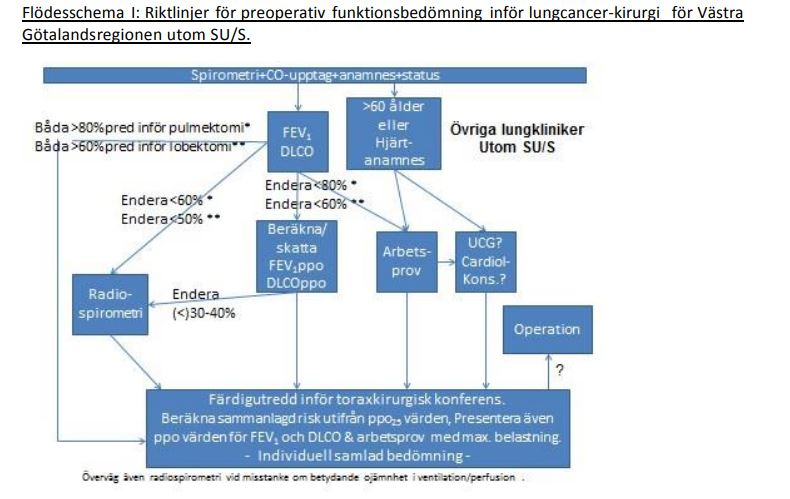 Flödesschema I: Riktlinjer för preoperativ funktionsbedömning inför lungcancer-kirurgi för Västra
Götalandsregionen utom SU/S.
Spirometri+CO-upptag+anamnes+status
>60 ålder
eller
Hjärt-
anamnes
Båda >80%pred inför pulmektomi*
Båda >60%pred inför lobektomi**
FEV₁
DLCO
Övriga lungkliniker
Utom SU/S
Endera<80% *
Endera<60% **
Endera<60% *
Endera<50% **
Beräkna/
skatta
FEV₁ppo
DLCOppo
Arbets-
prov
UCG?
Cardiol-
Kons.?
Radio-
spirometri
Endera
(<)30-40%
Operation
?
Färdigutredd inför toraxkirurgisk konferens.
Beräkna sammanlagd risk utifrån ppo₂₅ värden, Presentera även
ppo värden för FEV₁ och DLCO & arbetsprov med max. belastning.
- Individuell samlad bedömning -
Överväg även radiospirometri vid misstanke om betydande ojämnhet i ventilation/perfusion .